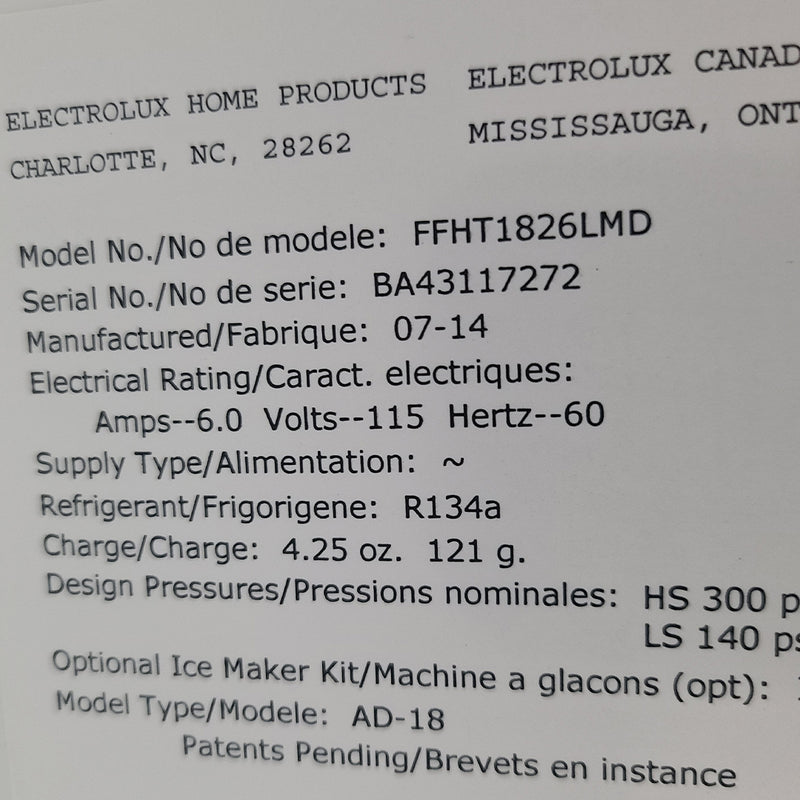 ELECTROLUX HOME PRODUCTS ELECTROLUX CANAD
CHARLOTTE, NC, 28262 MISSISSAUGA, ONT
Model No./No de modele: FFHT1826LMD
Serial No./No de serie: BA43117272
Manufactured/Fabrique: 07-14
Electrical Rating/Caract. electriques:
Amps--6.0 Volts--115 Hertz--60
Supply Type/Alimentation: ~
Refrigerant/Frigorigene: R134a
Charge/Charge: 4.25 oz. 121 g.
Design Pressures/Pressions nominales: HS 300 p
LS 140 ps
Optional Ice Maker Kit/Machine a glacons (opt):
Model Type/Modele: AD-18
Patents Pending/Brevets en instance